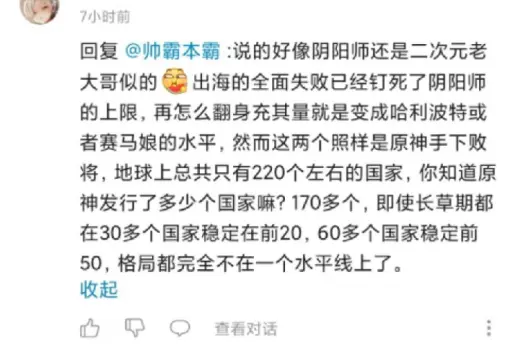 7小时前
回复 @帅霸本霸 :说的好像阴阳师还是二次元老
大哥似的 出海的全面失败已经钉死了阴阳师
的上限，再怎么翻身充其量就是变成哈利波特或
者赛马娘的水平，然而这两个照样是原神手下败
将，地球上总共只有220个左右的国家，你知道原
神发行了多少个国家嘛? 170多个，即使长草期都
在30多个国家稳定在前20，60多个国家稳定前
50，格局都完全不在一个水平线上了。
收起
查看对话